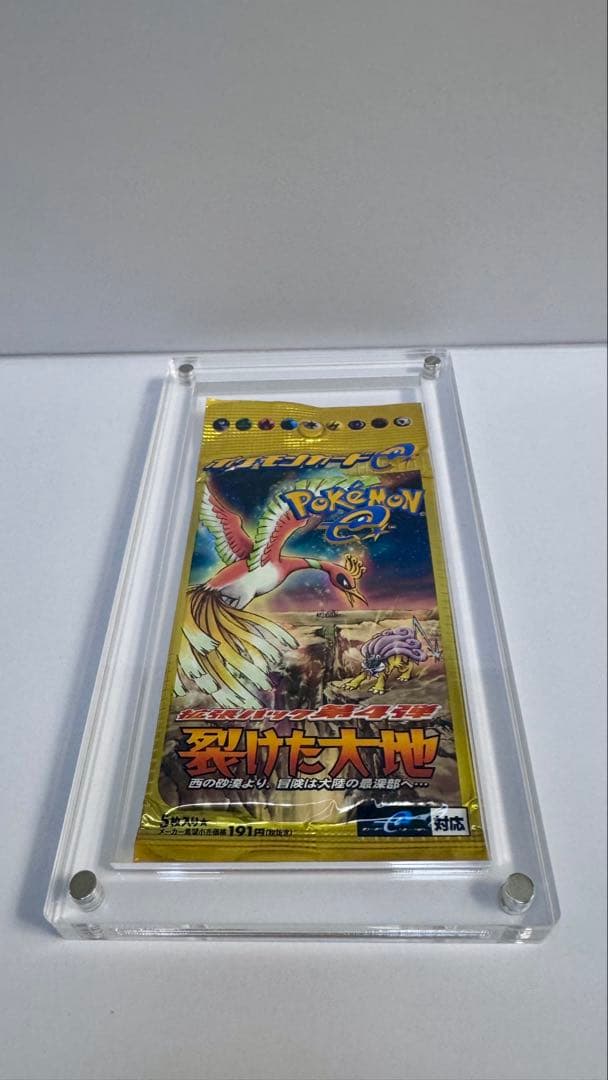 ポケモンカードe
POKéMON
e
拡張パック 第4弾
裂けた大地
西の砂漠より、冒険は大陸の最深部へ…
5枚入り★
メーカー希望小売価格 191円(税抜き)
対応